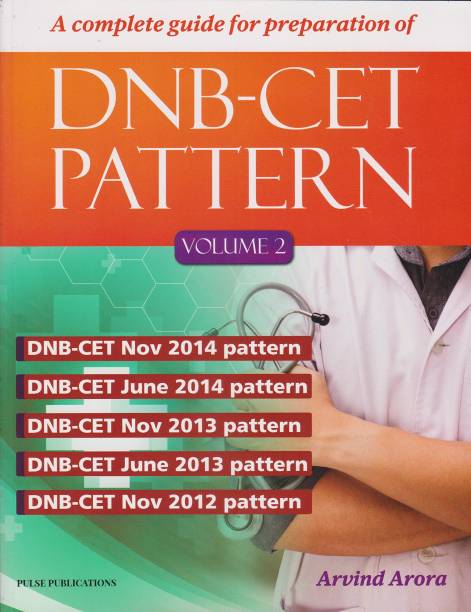 A complete guide for preparation of
DNB-CET
PATTERN
VOLUME 2
DNB-CET Nov 2014 pattern
DNB-CET June 2014 pattern
DNB-CET Nov 2013 pattern
DNB-CET June 2013 pattern
DNB-CET Nov 2012 pattern
PULSE PUBLICATIONS
Arvind Arora